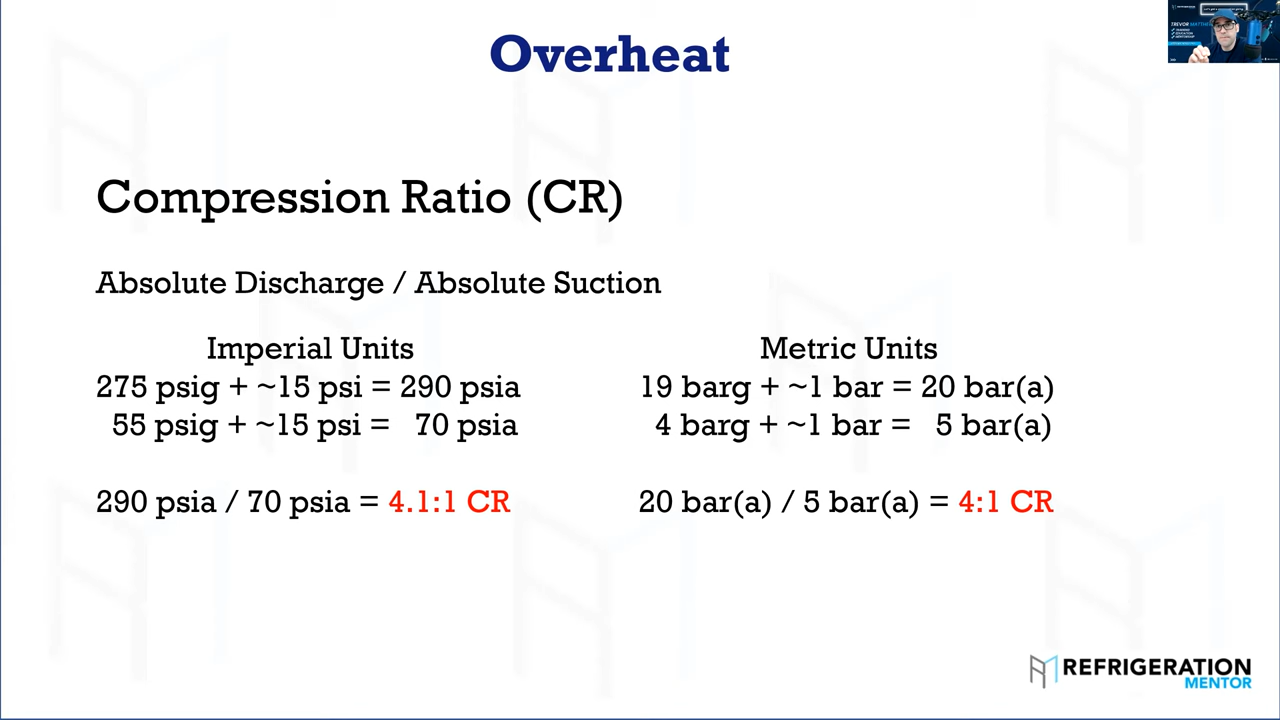 Overheat
Compression Ratio (CR)
Absolute Discharge / Absolute Suction
Imperial Units
275 psig + ~15 psi = 290 psia
55 psig + ~15 psi = 70 psia
290 psia / 70 psia = 4.1:1 CR
Metric Units
19 barg + ~1 bar = 20 bar(a)
4 barg + ~1 bar = 5 bar(a)
20 bar(a) / 5 bar(a) = 4:1 CR
REFRIGERATION
MENTOR